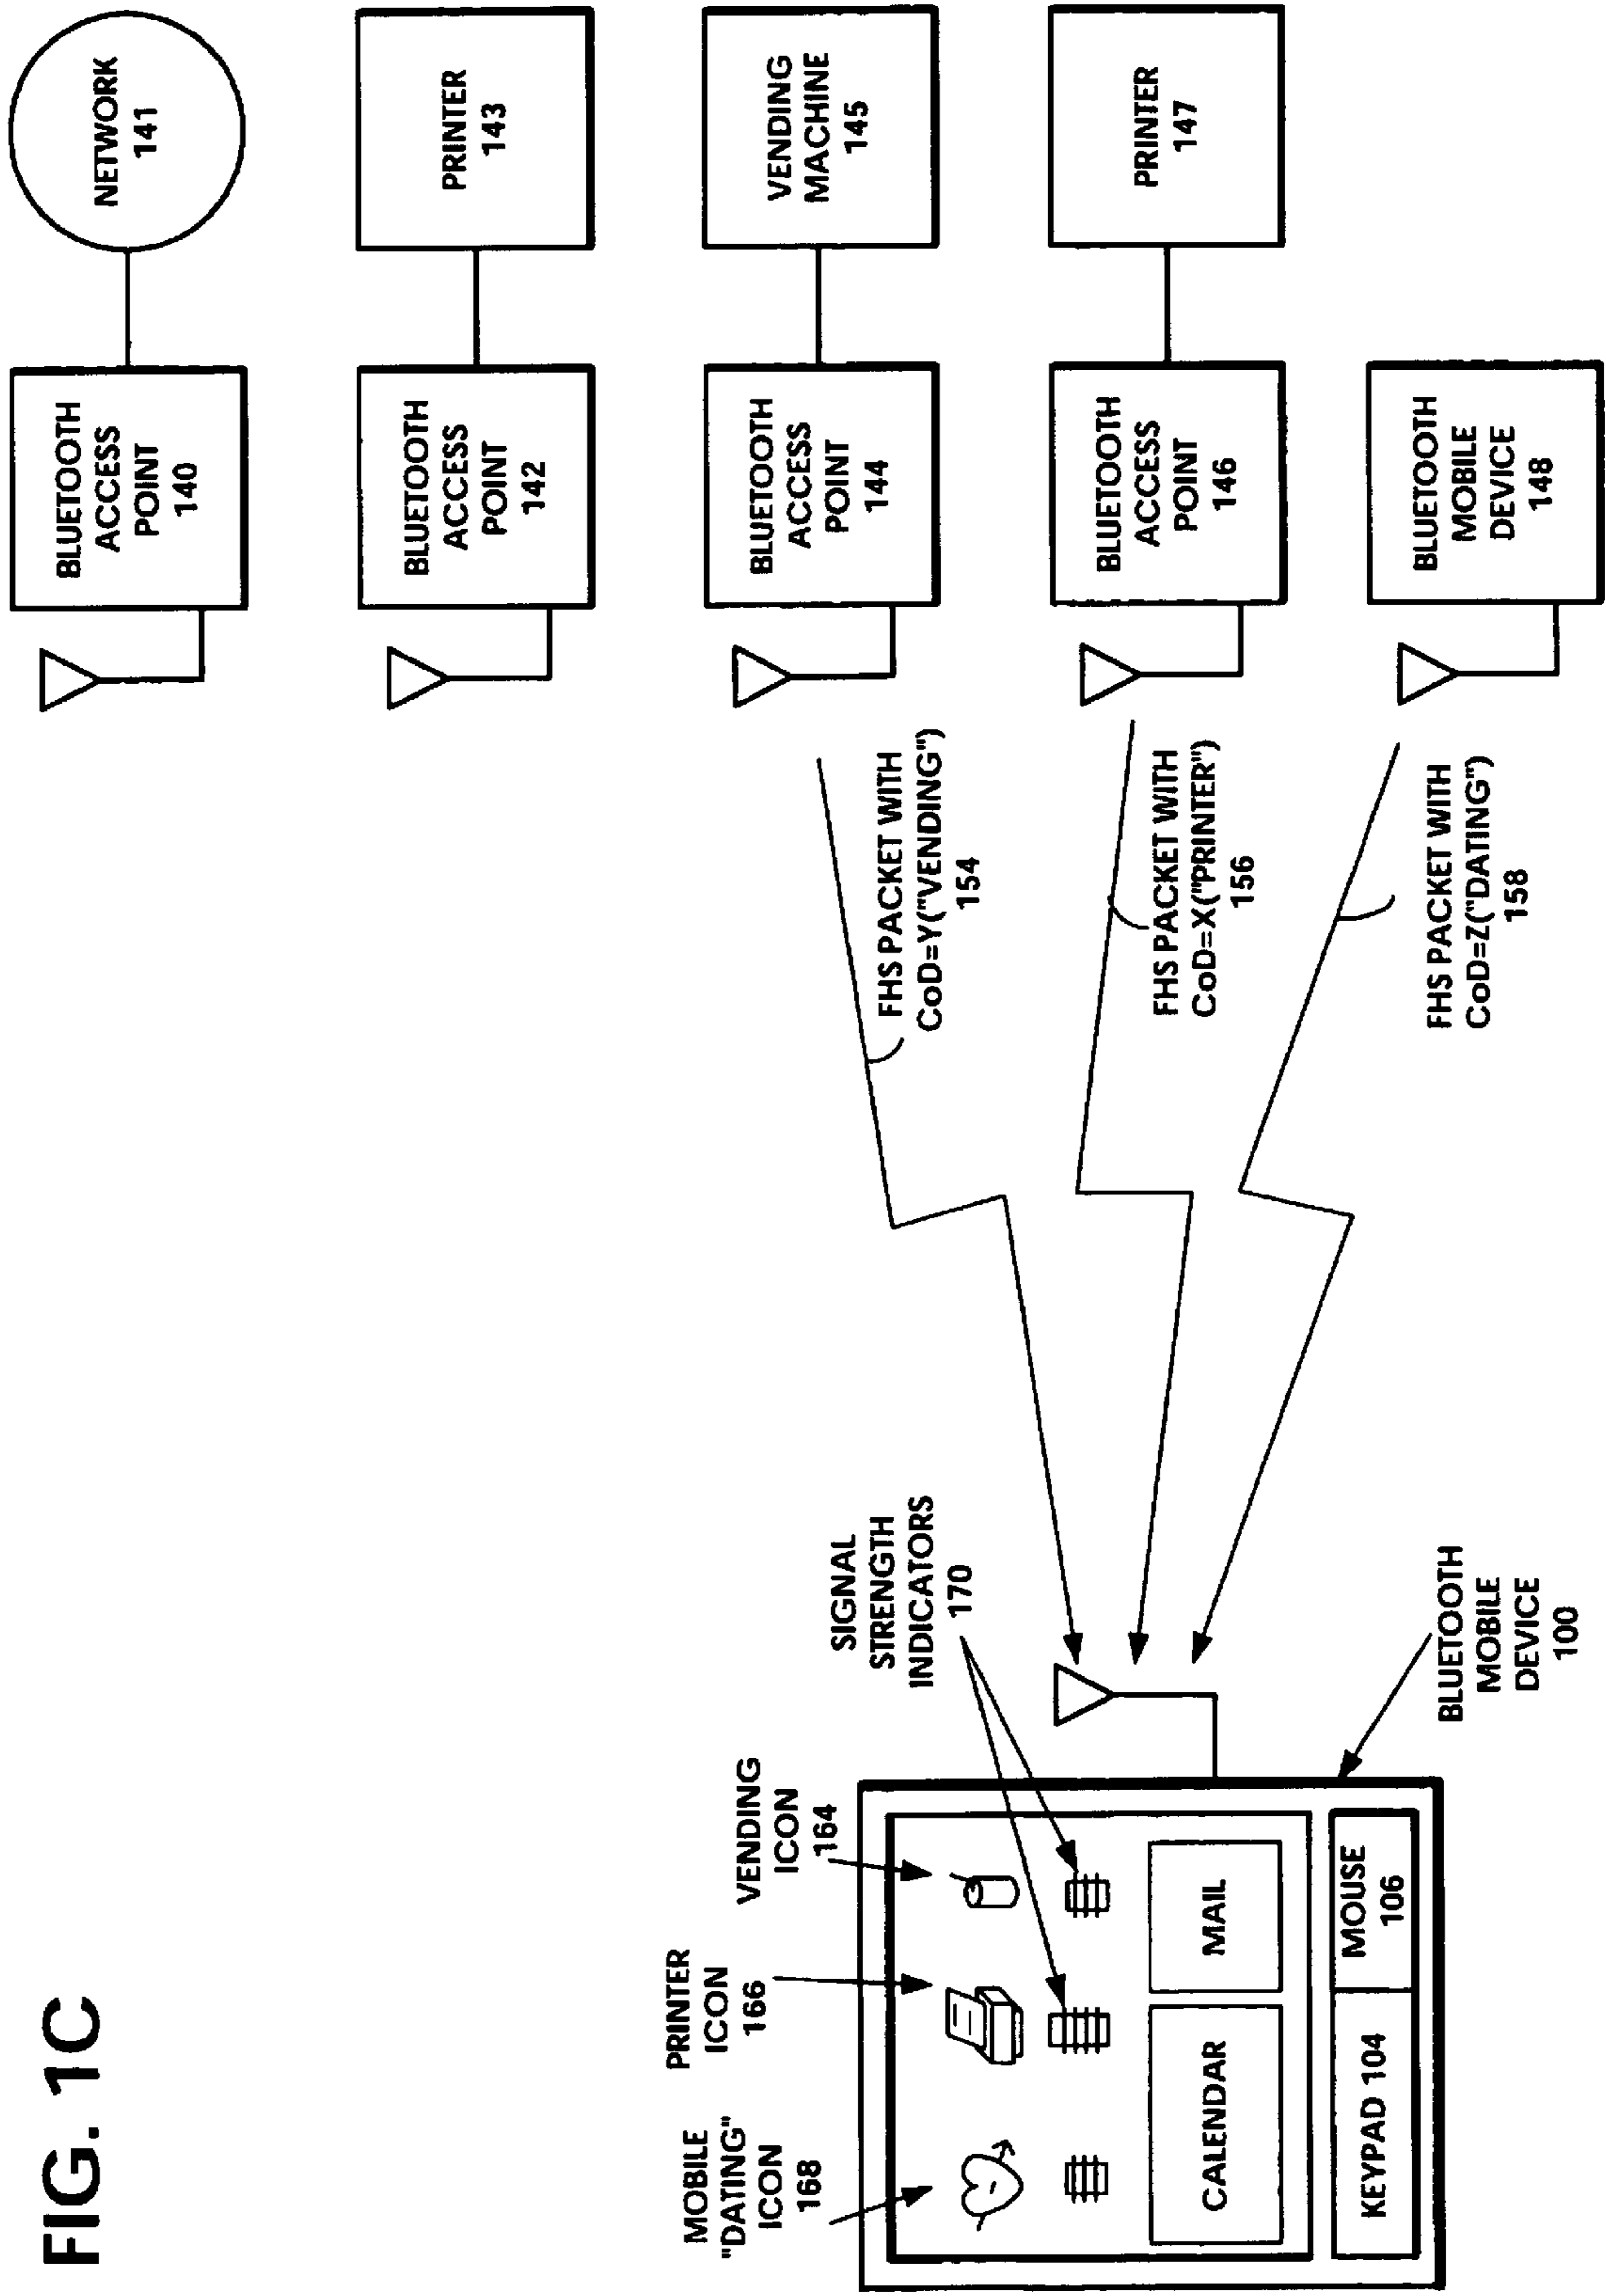 FIG. 1C
MOBILE
"DATING"
ICON
168
PRINTER
ICON
166
VENDING
ICON
164
SIGNAL
STRENGTH
INDICATORS
170
CALENDAR
MAIL
KEYPAD 104
MOUSE
106
BLUETOOTH
MOBILE
DEVICE
100
FHS PACKET WITH
CoD=Y("VENDING")
154
FHS PACKET WITH
CoD=X("PRINTER")
156
FHS PACKET WITH
CoD=Z("DATING")
158
BLUETOOTH
ACCESS
POINT
140
NETWORK
141
BLUETOOTH
ACCESS
POINT
142
PRINTER
143
BLUETOOTH
ACCESS
POINT
144
VENDING
MACHINE
145
BLUETOOTH
ACCESS
POINT
146
PRINTER
147
BLUETOOTH
MOBILE
DEVICE
148